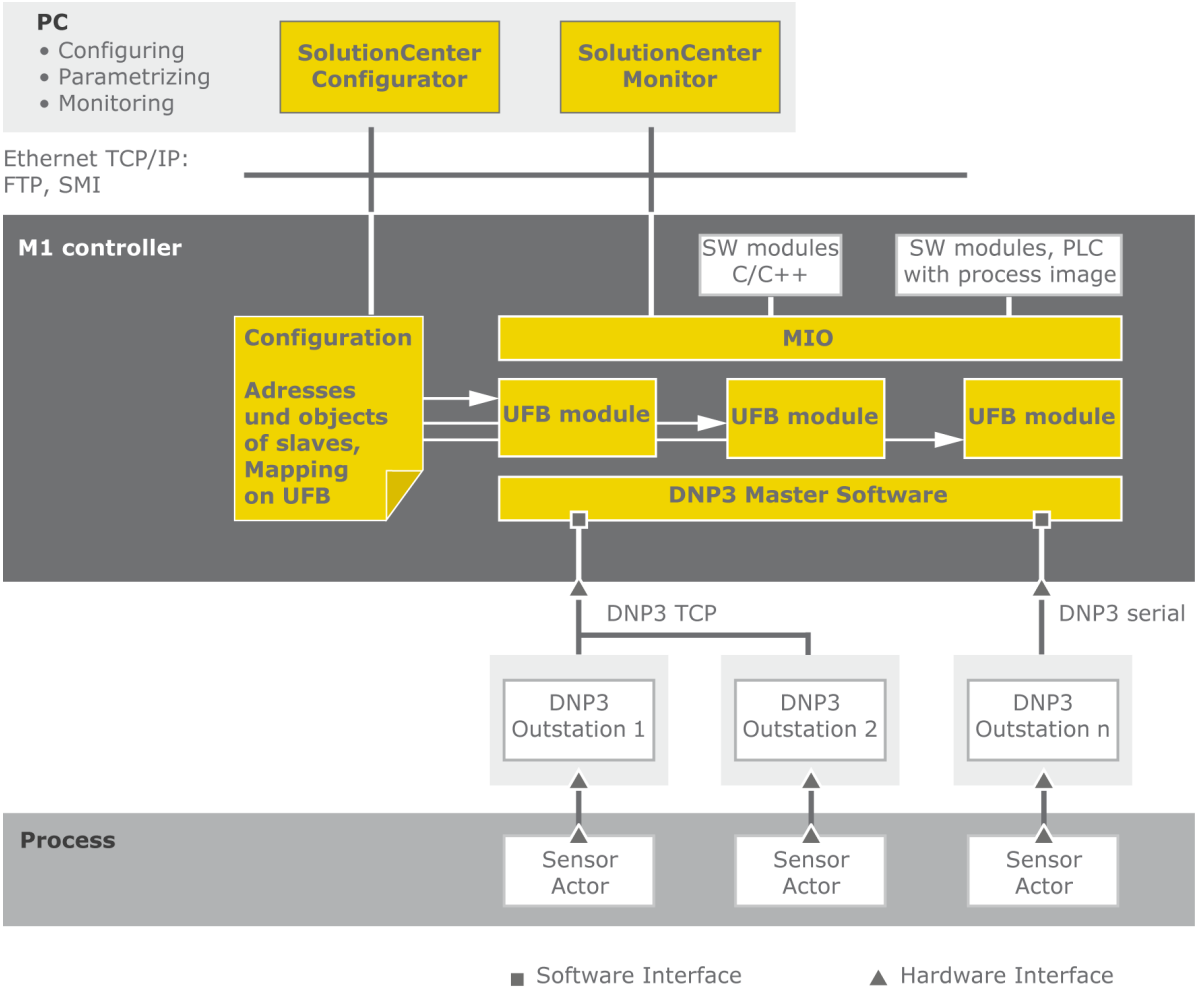 PC
• Configuring
• Parametrizing
• Monitoring
SolutionCenter
Configurator
SolutionCenter
Monitor
Ethernet TCP/IP:
FTP, SMI
M1 controller
SW modules
C/C++
SW modules, PLC
with process image
Configuration
Adresses
und objects
of slaves,
Mapping
on UFB
MIO
UFB module
UFB module
UFB module
DNP3 Master Software
DNP3 TCP
DNP3 serial
DNP3
Outstation 1
DNP3
Outstation 2
DNP3
Outstation n
Process
Sensor
Actor
Sensor
Actor
Sensor
Actor
Software Interface
Hardware Interface